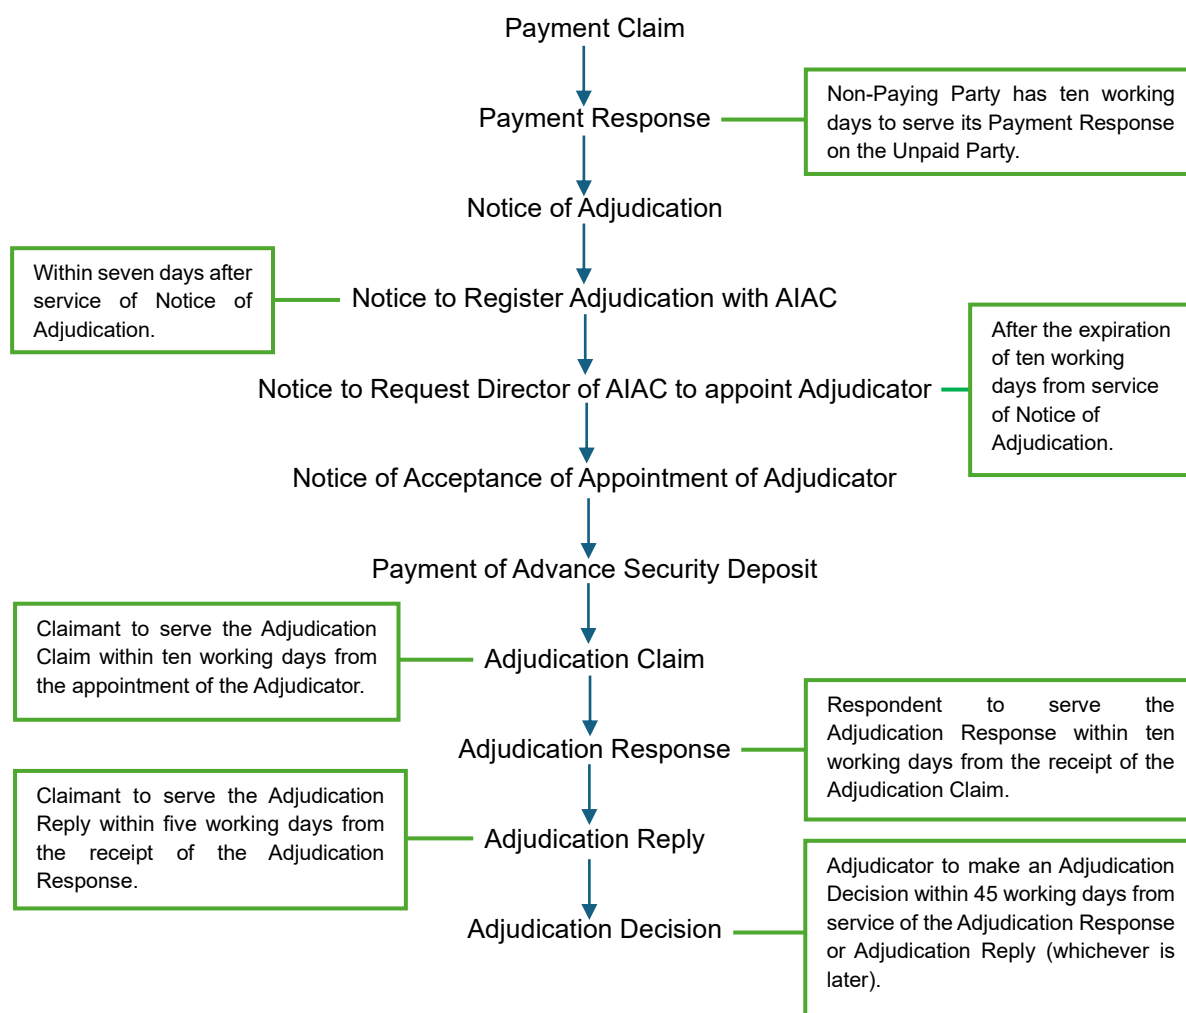 Payment Claim
Payment Response
Non-Paying Party has ten working
days to serve its Payment Response
on the Unpaid Party.
Notice of Adjudication
Within seven days after
service of Notice of
Adjudication.
Notice to Register Adjudication with AIAC
Notice to Request Director of AIAC to appoint Adjudicator
After the expiration
of ten working
days from service
of Notice of
Adjudication.
Notice of Acceptance of Appointment of Adjudicator
Payment of Advance Security Deposit
Claimant to serve the Adjudication
Claim within ten working days from
the appointment of the Adjudicator.
Adjudication Claim
Adjudication Response
Respondent to serve the
Adjudication Response within ten
working days from the receipt of the
Adjudication Claim.
Claimant to serve the Adjudication
Reply within five working days from
the receipt of the Adjudication
Response.
Adjudication Reply
Adjudication Decision
Adjudicator to make an Adjudication
Decision within 45 working days from
service of the Adjudication Response
or Adjudication Reply (whichever is
later).